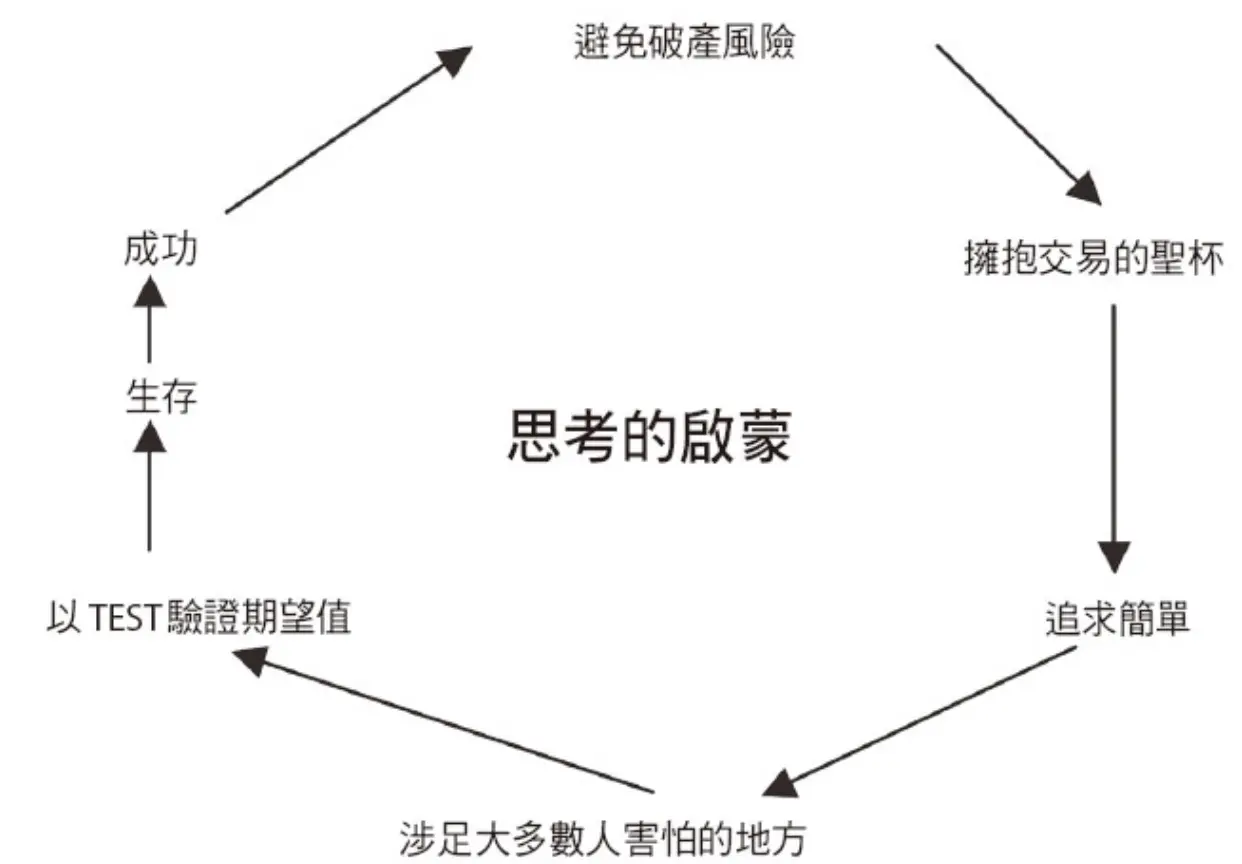 避免破產風險
擁抱交易的聖杯
追求簡單
涉足大多數人害怕的地方
以 TEST 驗證期望值
生存
成功
思考的啟蒙